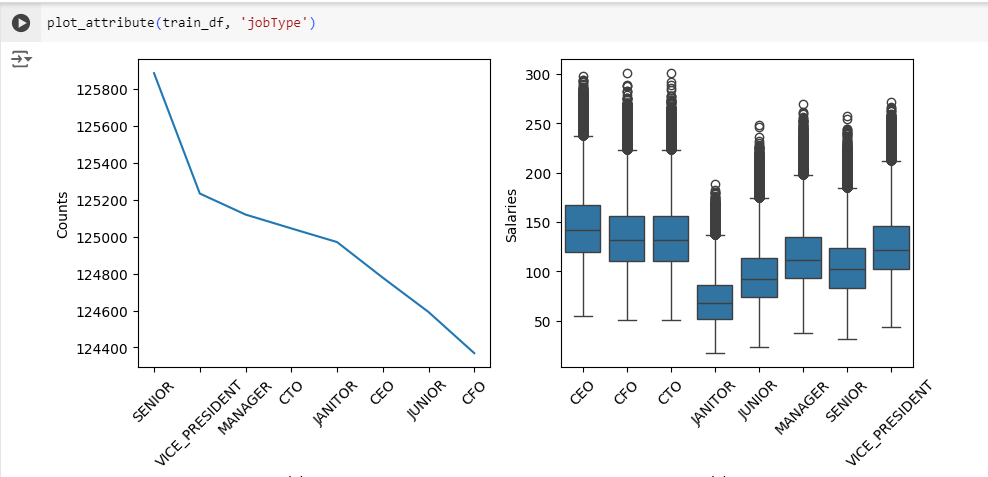 plot_attribute(train_df, 'jobType')
125800
125600
125400
125200
125000
124800
124600
124400
Counts
SENIOR
VICE_PRESIDENT
MANAGER
CTO
JANITOR
CEO
JUNIOR
CFO
300
250
200
150
100
50
Salaries
CEO
CFO
CTO
JANITOR
JUNIOR
MANAGER
SENIOR
VICE_PRESIDENT